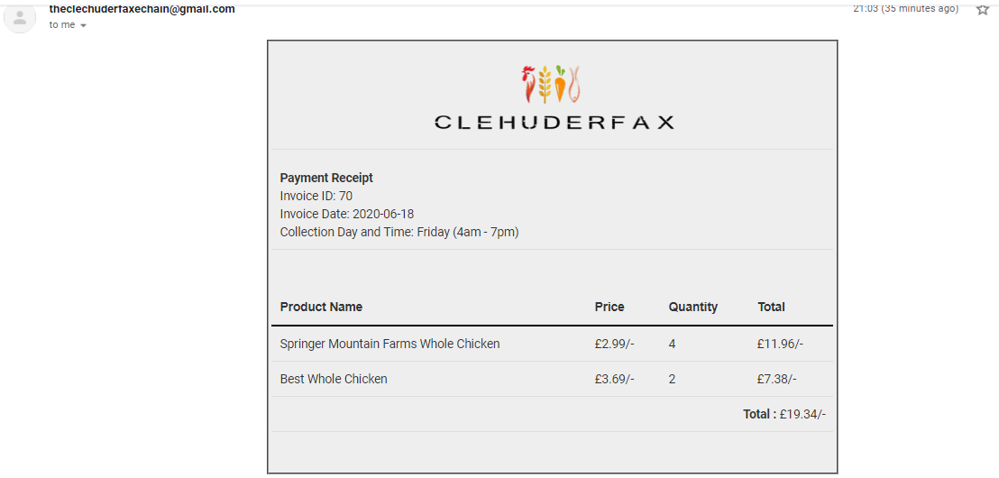 theclechuderfaxechain@gmail.com
21:03 (35 minutes ago)
to me
CLEHUDERFAX
Payment Receipt
Invoice ID: 70
Invoice Date: 2020-06-18
Collection Day and Time: Friday (4am - 7pm)
Product Name Price Quantity Total
Springer Mountain Farms Whole Chicken £2.99/- 4 £11.96/-
Best Whole Chicken £3.69/- 2 £7.38/-
Total : £19.34/-